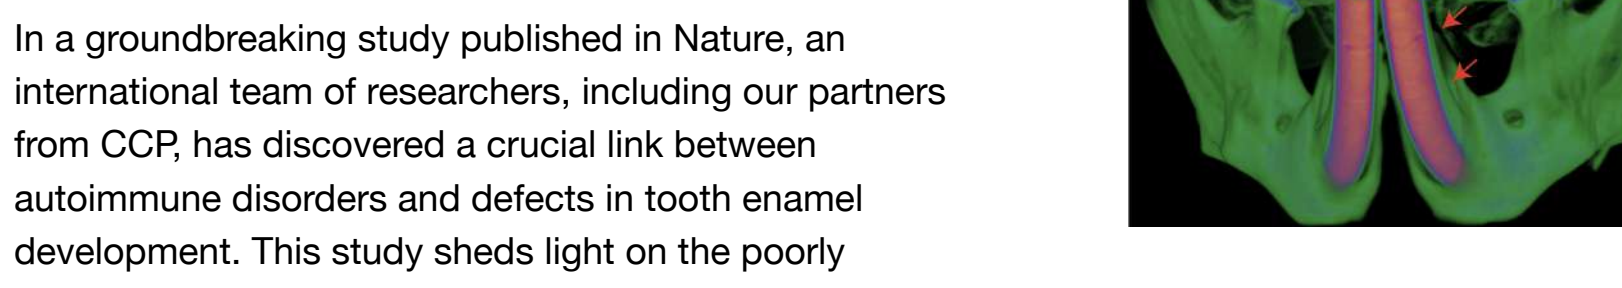 In a groundbreaking study published in Nature, an
international team of researchers, including our partners
from CCP, has discovered a crucial link between
autoimmune disorders and defects in tooth enamel
development. This study sheds light on the poorly